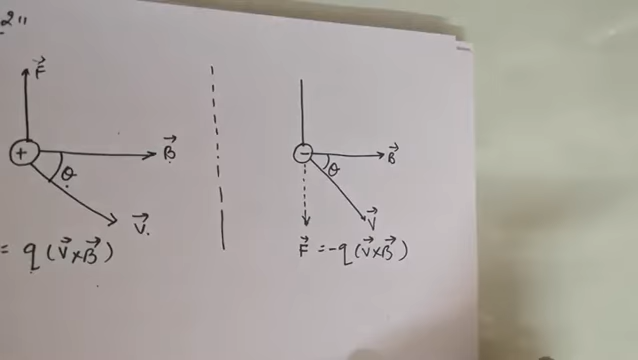 2"
F⃗
+
B⃗
θ
V⃗.
= q (V⃗×B⃗)
−
B⃗
θ
V⃗
F⃗ = -q (V⃗×B⃗)